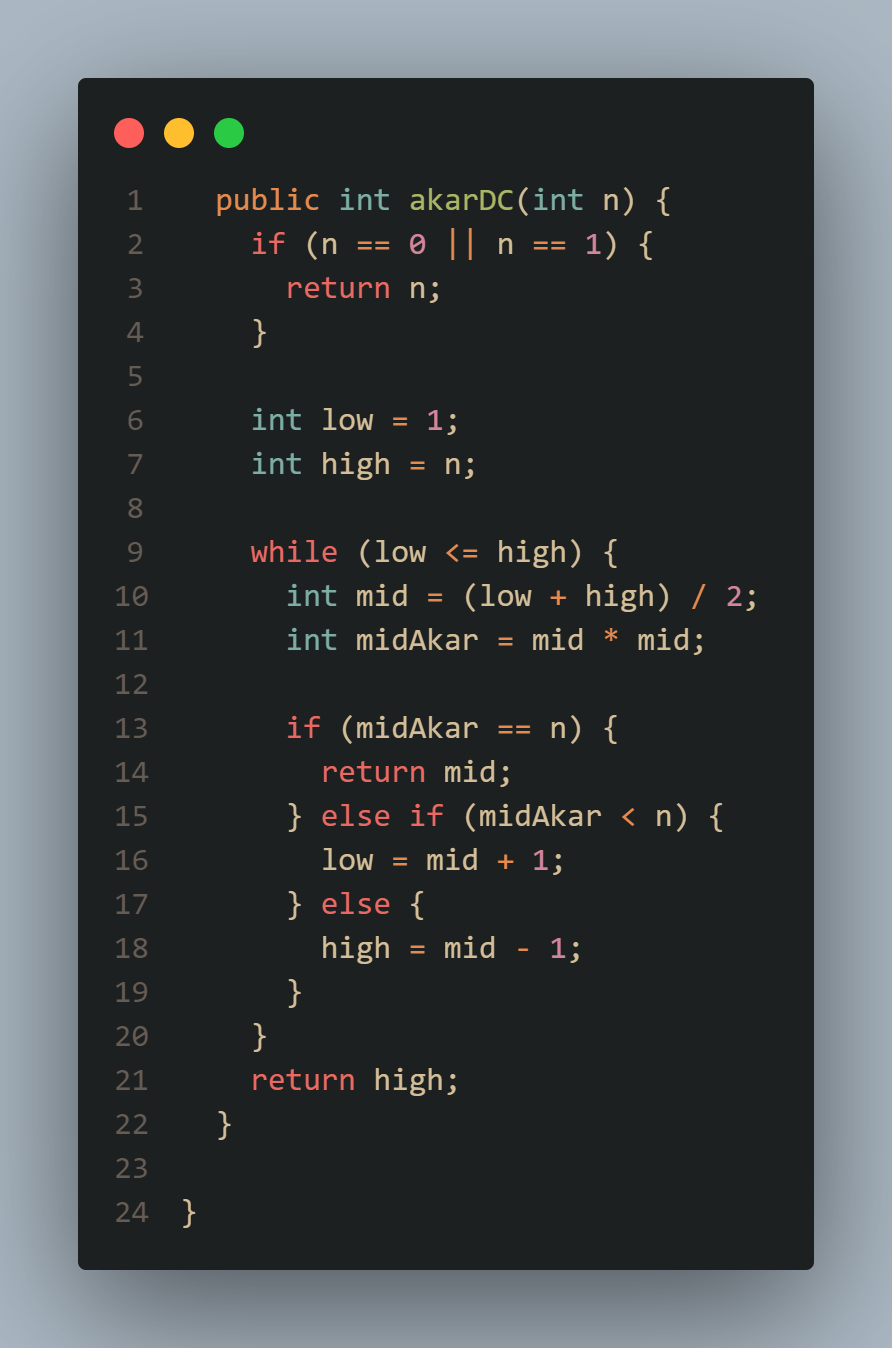 1 public int akarDC(int n) {
2 if (n == 0 || n == 1) {
3 return n;
4 }
5
6 int low = 1;
7 int high = n;
8
9 while (low <= high) {
10 int mid = (low + high) / 2;
11 int midAkar = mid * mid;
12
13 if (midAkar == n) {
14 return mid;
15 } else if (midAkar < n) {
16 low = mid + 1;
17 } else {
18 high = mid - 1;
19 }
20 }
21 return high;
22 }
23
24 }